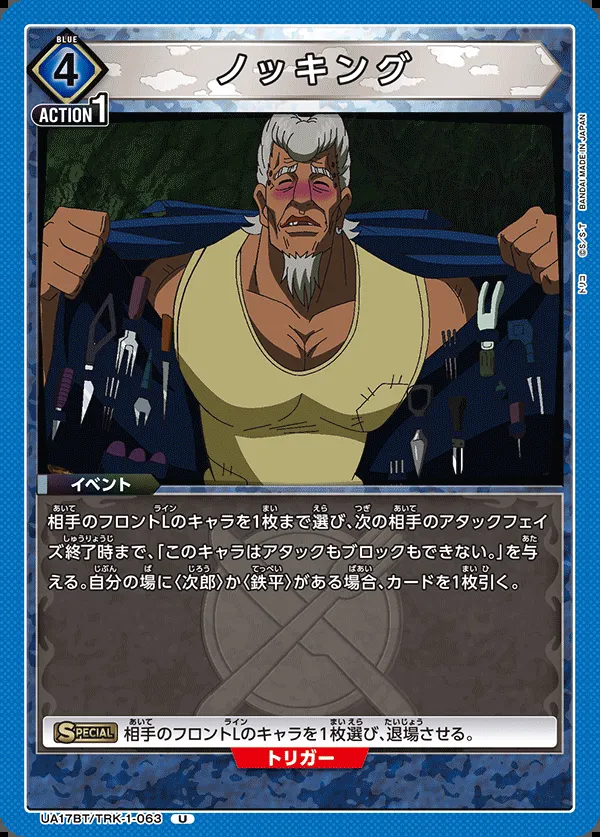 BLUE
4
ACTION 1
ノッキング
トリコ ©S／S・T BANDAI MADE IN JAPAN
イベント
相手のフロントLのキャラを1枚まで選び、次の相手のアタックフェイ
ズ終了時まで、「このキャラはアタックもブロックもできない。」を与
える。自分の場に〈次郎〉か〈鉄平〉がある場合、カードを1枚引く。
SPECIAL 相手のフロントLのキャラを1枚選び、退場させる。
トリガー
UA17BT/TRK-1-063 U